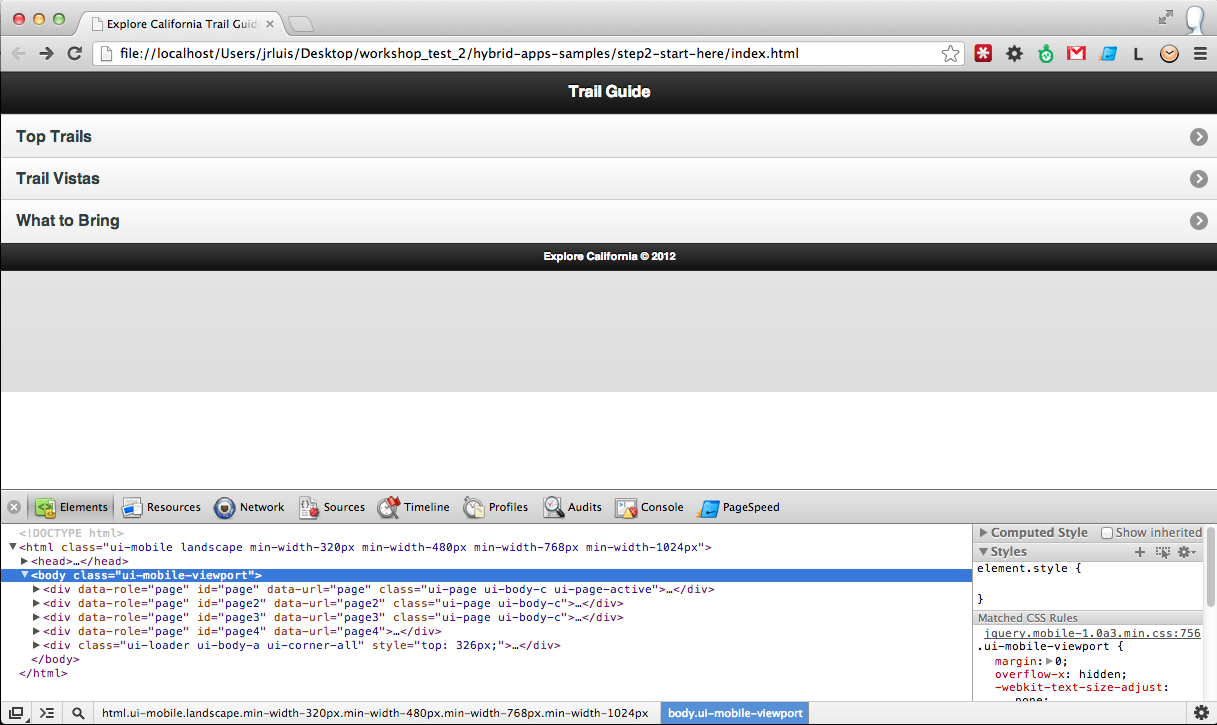 Explore California Trail Guid
file://localhost/Users/jrluis/Desktop/workshop_test_2/hybrid-apps-samples/step2-start-here/index.html
L
Trail Guide
Top Trails
Trail Vistas
What to Bring
Explore California © 2012
Elements Resources Network Sources Timeline Profiles Audits Console PageSpeed
<!DOCTYPE html>
<html class="ui-mobile landscape min-width-320px min-width-480px min-width-768px min-width-1024px">
<head>…</head>
<body class="ui-mobile-viewport">
<div data-role="page" id="page" data-url="page" class="ui-page ui-body-c ui-page-active">…</div>
<div data-role="page" id="page2" data-url="page2" class="ui-page ui-body-c">…</div>
<div data-role="page" id="page3" data-url="page3" class="ui-page ui-body-c">…</div>
<div data-role="page" id="page4" data-url="page4">…</div>
<div class="ui-loader ui-body-a ui-corner-all" style="top: 326px;">…</div>
</body>
</html>
Computed Style Show inherited
Styles
element.style {
}
Matched CSS Rules
jquery.mobile-1.0a3.min.css:756
.ui-mobile-viewport {
margin: 0;
overflow-x: hidden;
-webkit-text-size-adjust:
none;
html.ui-mobile.landscape.min-width-320px.min-width-480px.min-width-768px.min-width-1024px body.ui-mobile-viewport